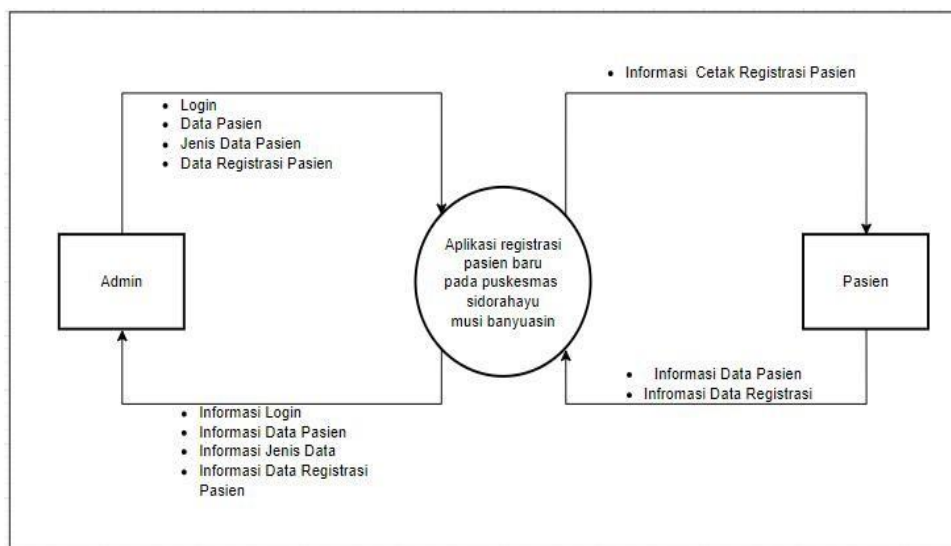 • Informasi Cetak Registrasi Pasien
• Login
• Data Pasien
• Jenis Data Pasien
• Data Registrasi Pasien
Admin
Aplikasi registrasi
pasien baru
pada puskesmas
sidorahayu
musi banyuasin
Pasien
• Informasi Data Pasien
• Infromasi Data Registrasi
• Informasi Login
• Informasi Data Pasien
• Informasi Jenis Data
• Informasi Data Registrasi
Pasien